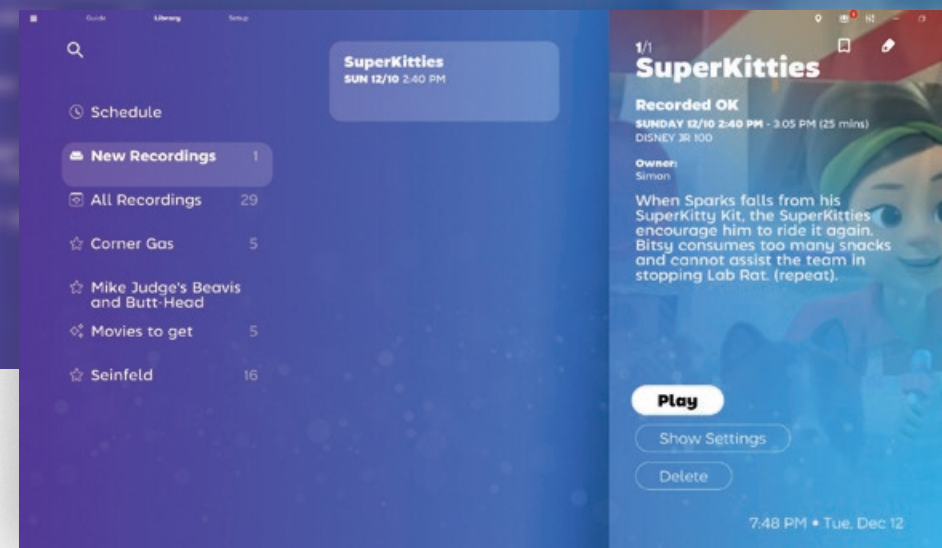 Guide Library Setup
Schedule
New Recordings 1
All Recordings 29
Corner Gas 5
Mike Judge's Beavis
and Butt-Head
Movies to get 5
Seinfeld 16
SuperKitties
SUN 12/10 2:40 PM
1/1
SuperKitties
Recorded OK
SUNDAY 12/10 2:40 PM - 3:05 PM (25 mins)
DISNEY JR 100
Owner:
Simon
When Sparks falls from his
SuperKitty Kit, the SuperKitties
encourage him to ride it again.
Bitsy consumes too many snacks
and cannot assist the team in
stopping Lab Rat. (repeat).
Play
Show Settings
Delete
7:48 PM • Tue, Dec 12